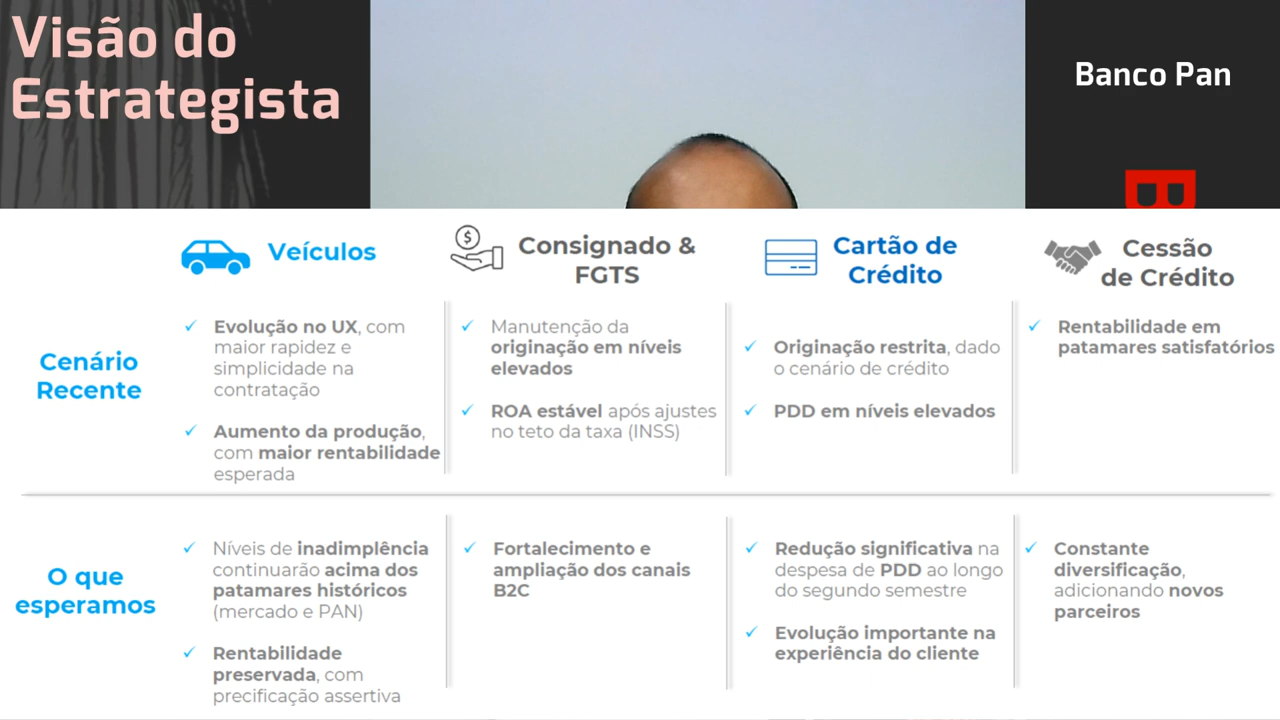 Visão do
Estrategista
Banco Pan
B
Veículos
Consignado &
FGTS
$
Cartão de
Crédito
Cessão
de Crédito
Cenário
Recente
Evolução no UX, com
maior rapidez e
simplicidade na
contratação
Aumento da produção,
com maior rentabilidade
esperada
Manutenção da
originação em níveis
elevados
ROA estável após ajustes
no teto da taxa (INSS)
Originação restrita, dado
o cenário de crédito
PDD em níveis elevados
Rentabilidade em
patamares satisfatórios
O que
esperamos
Níveis de inadimplência
continuarão acima dos
patamares históricos
(mercado e PAN)
Rentabilidade
preservada, com
precificação assertiva
Fortalecimento e
ampliação dos canais
B2C
Redução significativa na
despesa de PDD ao longo
do segundo semestre
Evolução importante na
experiência do cliente
Constante
diversificação,
adicionando novos
parceiros